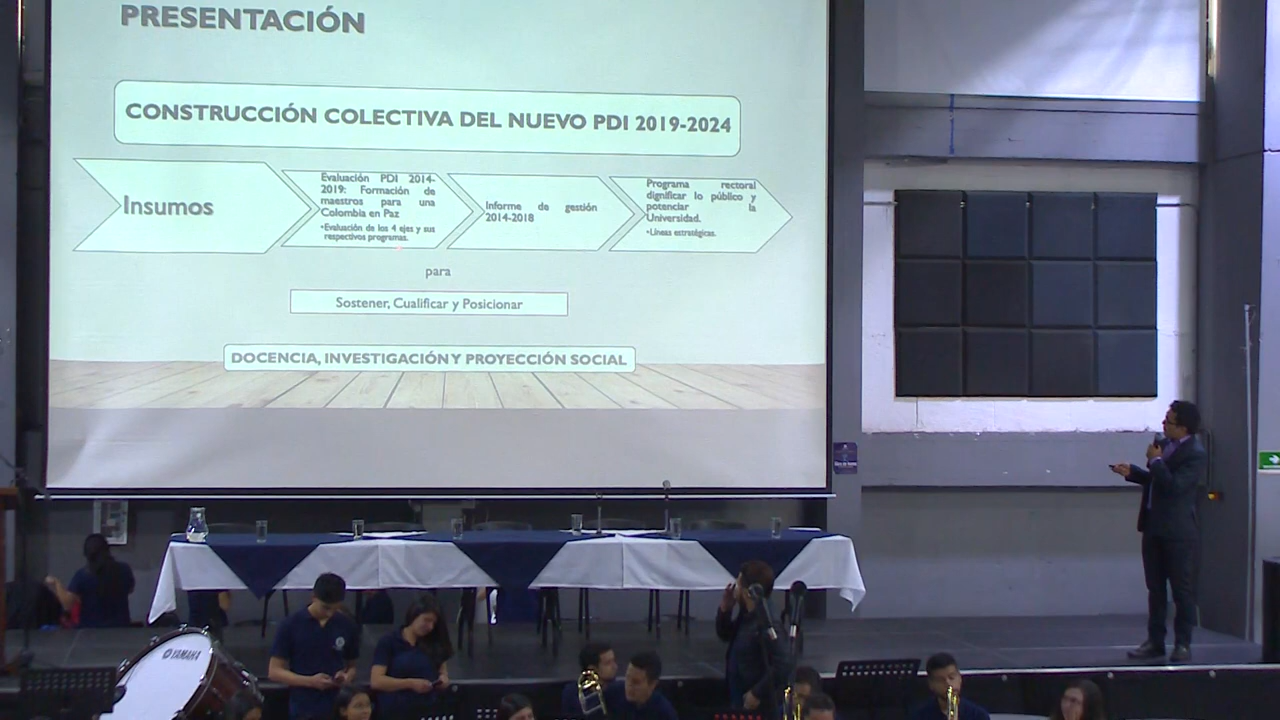 PRESENTACIÓN
CONSTRUCCIÓN COLECTIVA DEL NUEVO PDI 2019-2024
Insumos
Evaluación PDI 2014-
2019: Formación de
maestros para una
Colombia en Paz
•Evaluación de los 4 ejes y sus
respectivos programas.
Informe de gestión
2014-2018
Programa rectoral
dignificar lo público y
potenciar la
Universidad.
•Líneas estratégicas.
para
Sostener, Cualificar y Posicionar
DOCENCIA, INVESTIGACIÓN Y PROYECCIÓN SOCIAL
YAMAHA